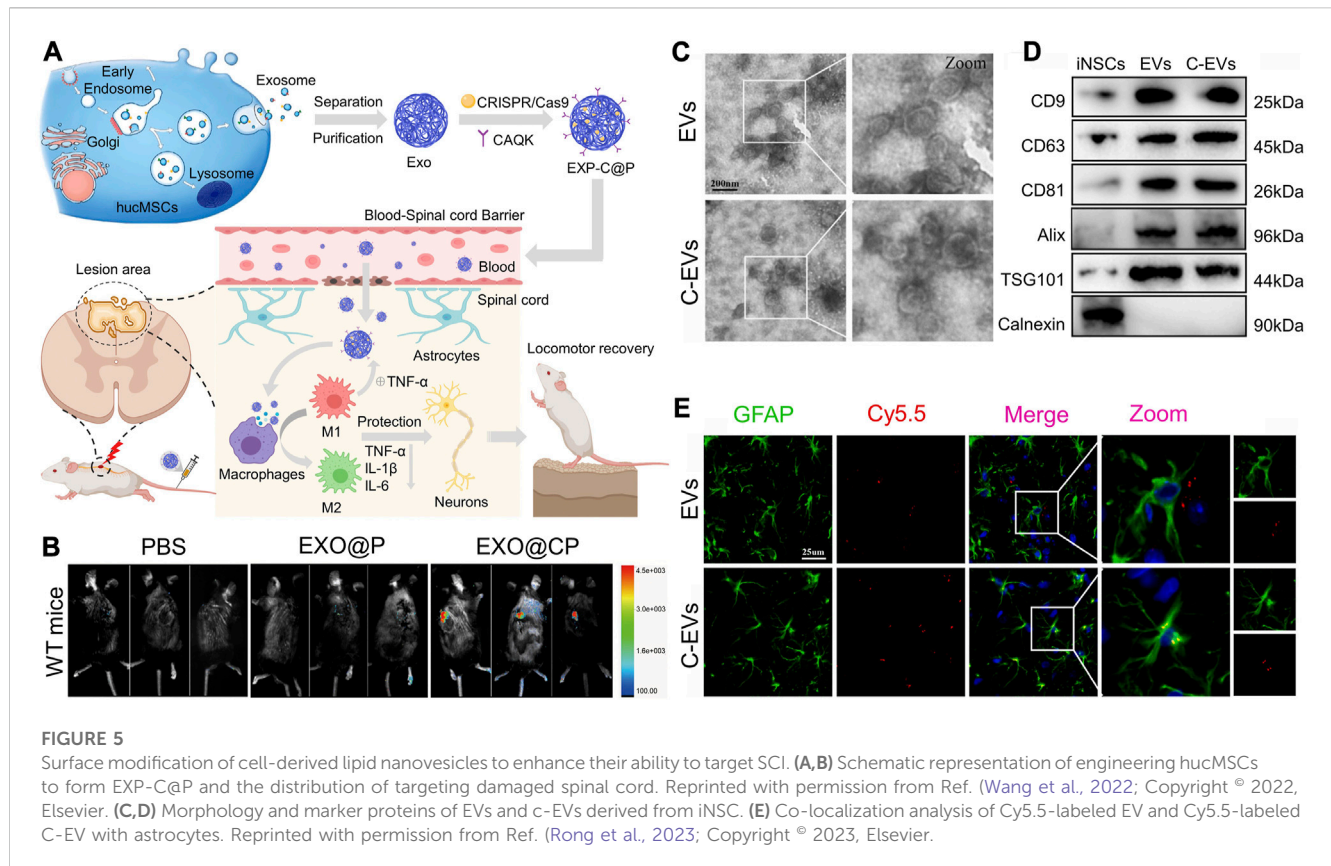 A
Early
Endosome
Exosome
Golgi
Lysosome
hucMSCs
Separation
Purification
Exo
CRISPR/Cas9
CAQK
EXP-C@P
Blood-Spinal cord Barrier
Blood
Spinal cord
Lesion area
Astrocytes
⊕TNF-α
M1
Macrophages
Protection
TNF-α
IL-1β
IL-6
M2
Neurons
Locomotor recovery
B
PBS
EXO@P
EXO@CP
WT mice
4.5e+003
3.0e+003
1.6e+003
100.00
C
Zoom
EVs
200nm
C-EVs
D
iNSCs EVs C-EVs
CD9 25kDa
CD63 45kDa
CD81 26kDa
Alix 96kDa
TSG101 44kDa
Calnexin 90kDa
E
GFAP Cy5.5 Merge Zoom
EVs
25um
C-EVs
FIGURE 5
Surface modification of cell-derived lipid nanovesicles to enhance their ability to target SCI. (A,B) Schematic representation of engineering hucMSCs
to form EXP-C@P and the distribution of targeting damaged spinal cord. Reprinted with permission from Ref. (Wang et al., 2022; Copyright © 2022,
Elsevier. (C,D) Morphology and marker proteins of EVs and c-EVs derived from iNSC. (E) Co-localization analysis of Cy5.5-labeled EV and Cy5.5-labeled
C-EV with astrocytes. Reprinted with permission from Ref. (Rong et al., 2023; Copyright © 2023, Elsevier.